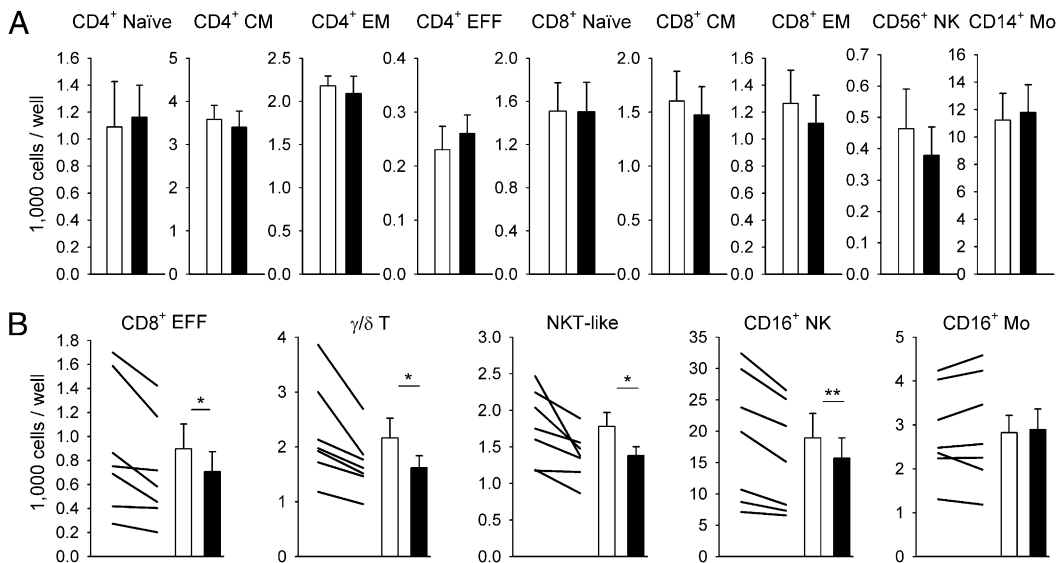 A
CD4+ Naïve CD4+ CM CD4+ EM CD4+ EFF CD8+ Naïve CD8+ CM CD8+ EM CD56+ NK CD14+ Mo
1,000 cells / well
1.6 1.4 1.2 1.0 0.8 0.6 0.4 0.2 0.0
5 4 3 2 1 0
2.5 2.0 1.5 1.0 0.5 0.0
0.4 0.3 0.2 0.1 0.0
2.0 1.6 1.0 0.5 0.0
2.0 1.5 1.0 0.5 0.0
1.6 1.4 1.2 1.0 0.8 0.6 0.4 0.2 0.0
0.7 0.6 0.5 0.4 0.3 0.2 0.1 0.0
16 14 12 10 8 6 4 2 0
B
CD8+ EFF γ/δ T NKT-like CD16+ NK CD16+ Mo
1,000 cells / well
1.8 1.6 1.4 1.2 1.0 0.8 0.6 0.4 0.2 0.0
*
4 3 2 1 0
*
3.0 2.5 2.0 1.5 1.0 0.5 0.0
*
35 30 25 20 15 10 5 0
**
5 4 3 2 1 0